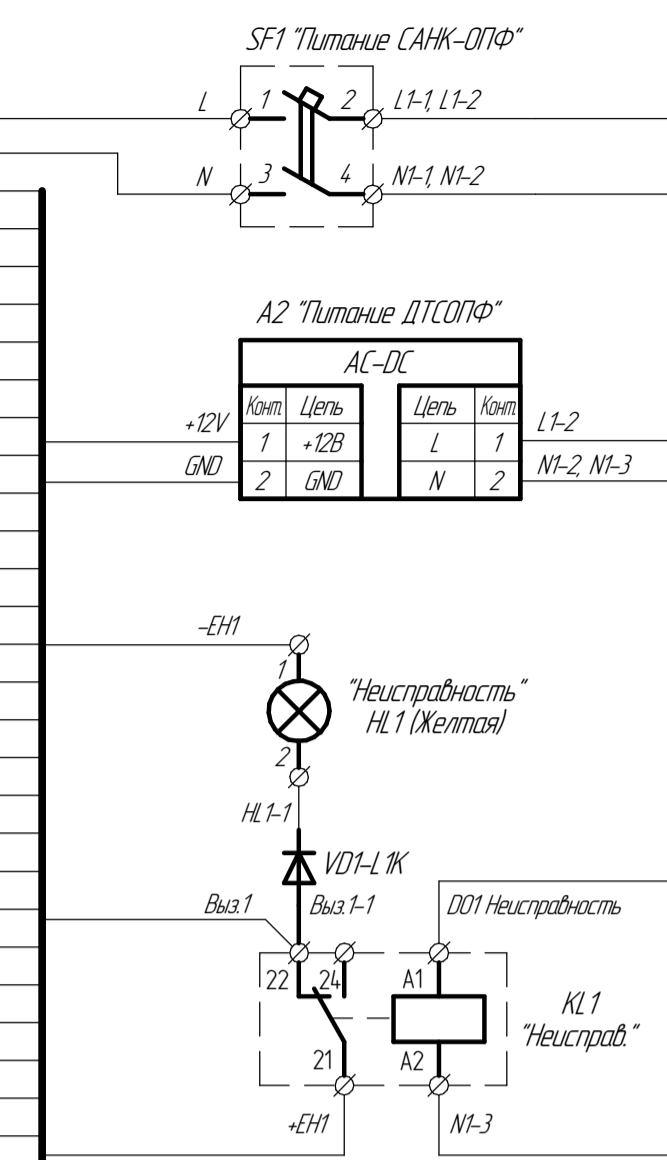 SF1 "Питание САНК-ОПФ"
L 1 2 L1-1, L1-2
N 3 4 N1-1, N1-2
A2 "Питание ДТСОПФ"
AC-DC
Конт. Цепь Цепь Конт.
+12V 1 +12В L 1 L1-2
GND 2 GND N 2 N1-2, N1-3
-EH1
1
"Неисправность"
HL1 (Желтая)
2
HL1-1
VD1-L1K
Выз.1 Выз.1-1 DO1 Неисправность
22 24 A1
KL1
"Неисправ."
21 A2
+EH1 N1-3